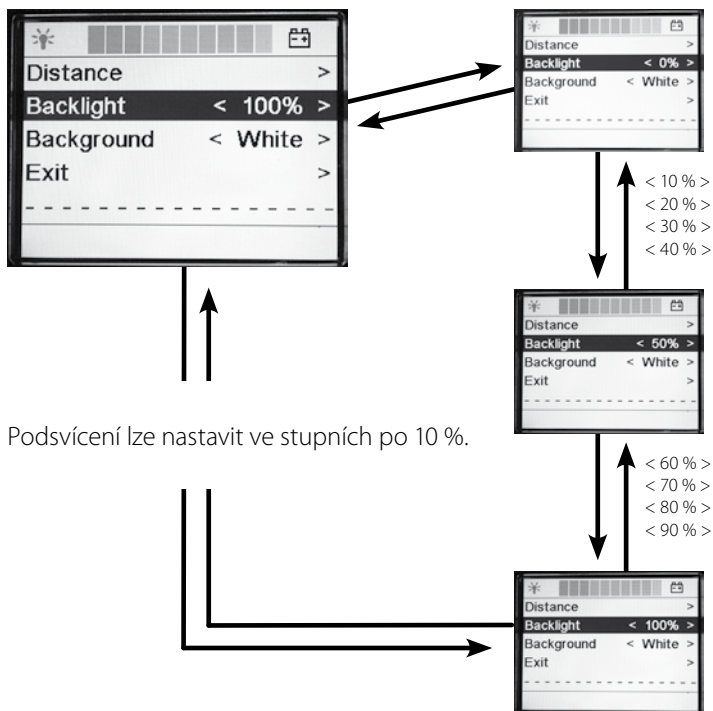 Distance >
Backlight < 100% >
Background < White >
Exit >
Distance >
Backlight < 0% >
Background < White >
Exit >
< 10 % >
< 20 % >
< 30 % >
< 40 % >
Distance >
Backlight < 50% >
Background < White >
Exit >
Podsvícení lze nastavit ve stupních po 10 %.
< 60 % >
< 70 % >
< 80 % >
< 90 % >
Distance >
Backlight < 100% >
Background < White >
Exit >